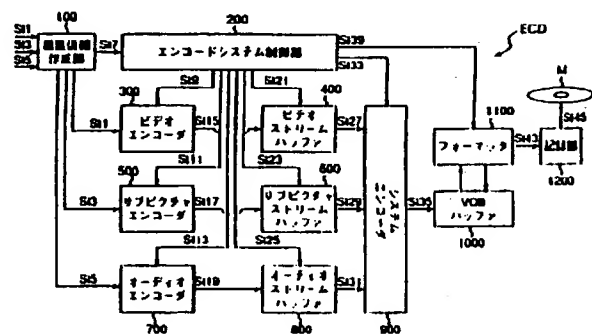 100
200
St1
St3
St5
作成部
St7
エンコードシステム制御部
St39
St33
ECD
St9
St21
300
400
St1
ビデオ
エンコーダ
St15
ビデオ
ストリーム
バッファ
St27
1100
M
フォーマッタ
St43
St45
記録部
1200
St11
St23
500
600
St3
サブピクチャ
エンコーダ
St17
サブピクチャ
ストリーム
バッファ
St29
システム
エンコーダ
St35
VOB
バッファ
1000
St13
St25
St5
オーディオ
エンコーダ
St19
オーディオ
ストリーム
バッファ
St31
700
800
900